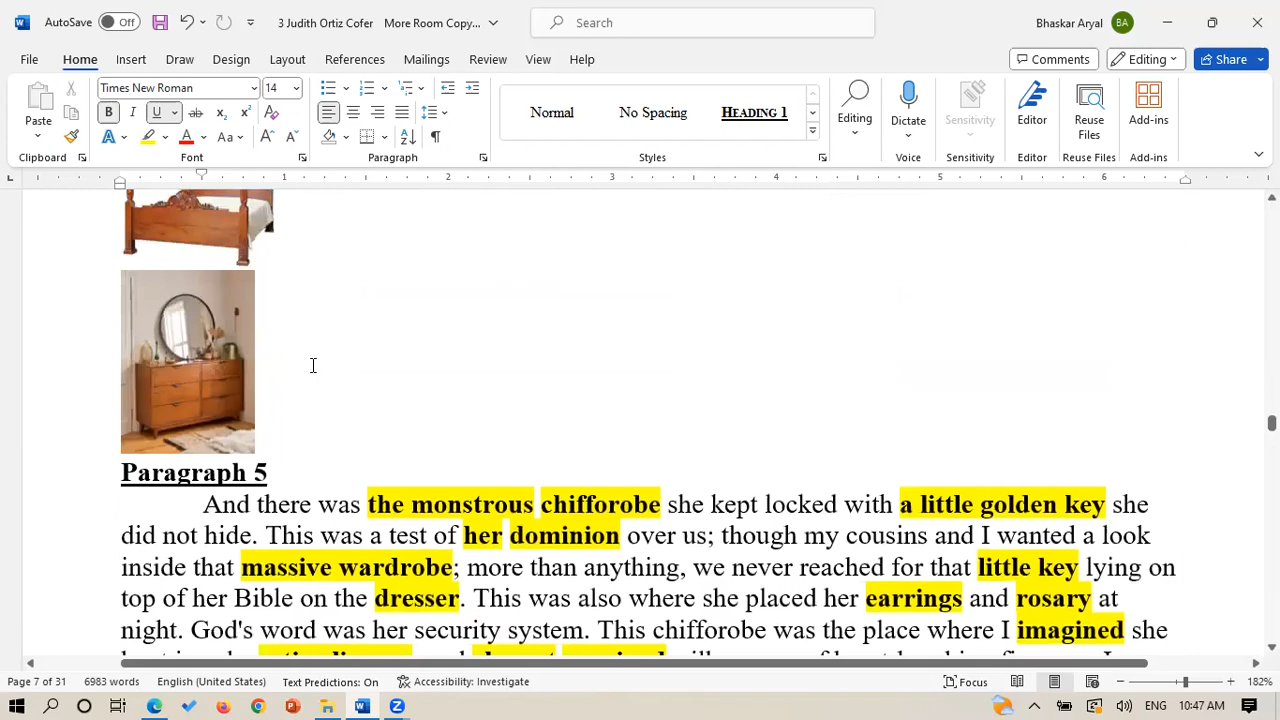 AutoSave Off 3 Judith Ortiz Cofer More Room Copy... Search Bhaskar Aryal BA
File Home Insert Draw Design Layout References Mailings Review View Help Comments Editing Share
Paste Times New Roman 14 Normal No Spacing HEADING 1 Editing Dictate Sensitivity Editor Reuse Files Add-ins
Clipboard Font Paragraph Styles Voice Sensitivity Editor Reuse Files Add-ins
1 2 3 4 5 6
Paragraph 5
And there was the monstrous chifforobe she kept locked with a little golden key she
did not hide. This was a test of her dominion over us; though my cousins and I wanted a look
inside that massive wardrobe; more than anything, we never reached for that little key lying on
top of her Bible on the dresser. This was also where she placed her earrings and rosary at
night. God's word was her security system. This chifforobe was the place where I imagined she
Page 7 of 31 6983 words English (United States) Text Predictions: On Accessibility: Investigate Focus 182%
ENG 10:47 AM